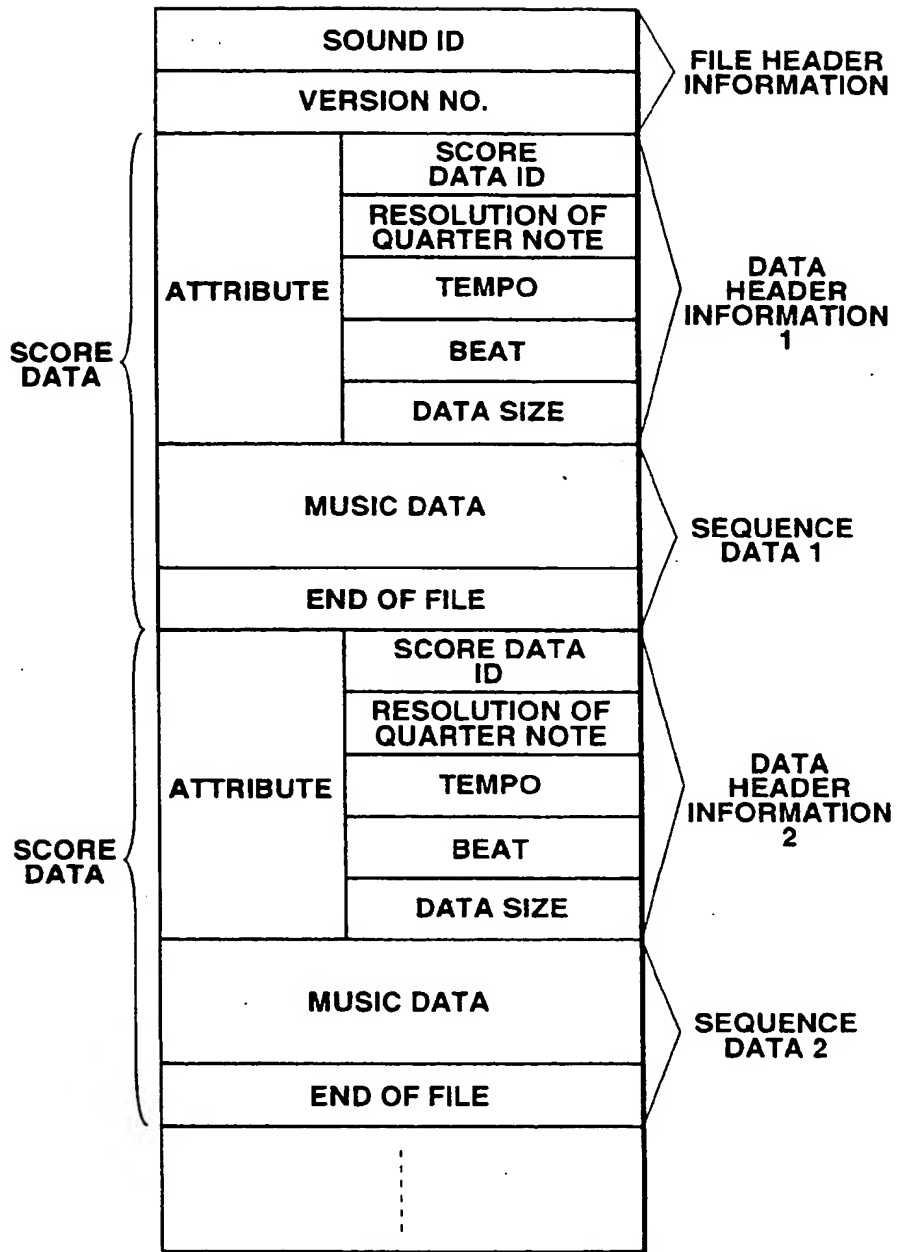 SOUND ID
VERSION NO.
FILE HEADER
INFORMATION
SCORE
DATA
ATTRIBUTE
SCORE
DATA ID
RESOLUTION OF
QUARTER NOTE
TEMPO
BEAT
DATA SIZE
DATA
HEADER
INFORMATION
1
MUSIC DATA
END OF FILE
SEQUENCE
DATA 1
SCORE
DATA
ATTRIBUTE
SCORE DATA
ID
RESOLUTION OF
QUARTER NOTE
TEMPO
BEAT
DATA SIZE
DATA
HEADER
INFORMATION
2
MUSIC DATA
END OF FILE
SEQUENCE
DATA 2